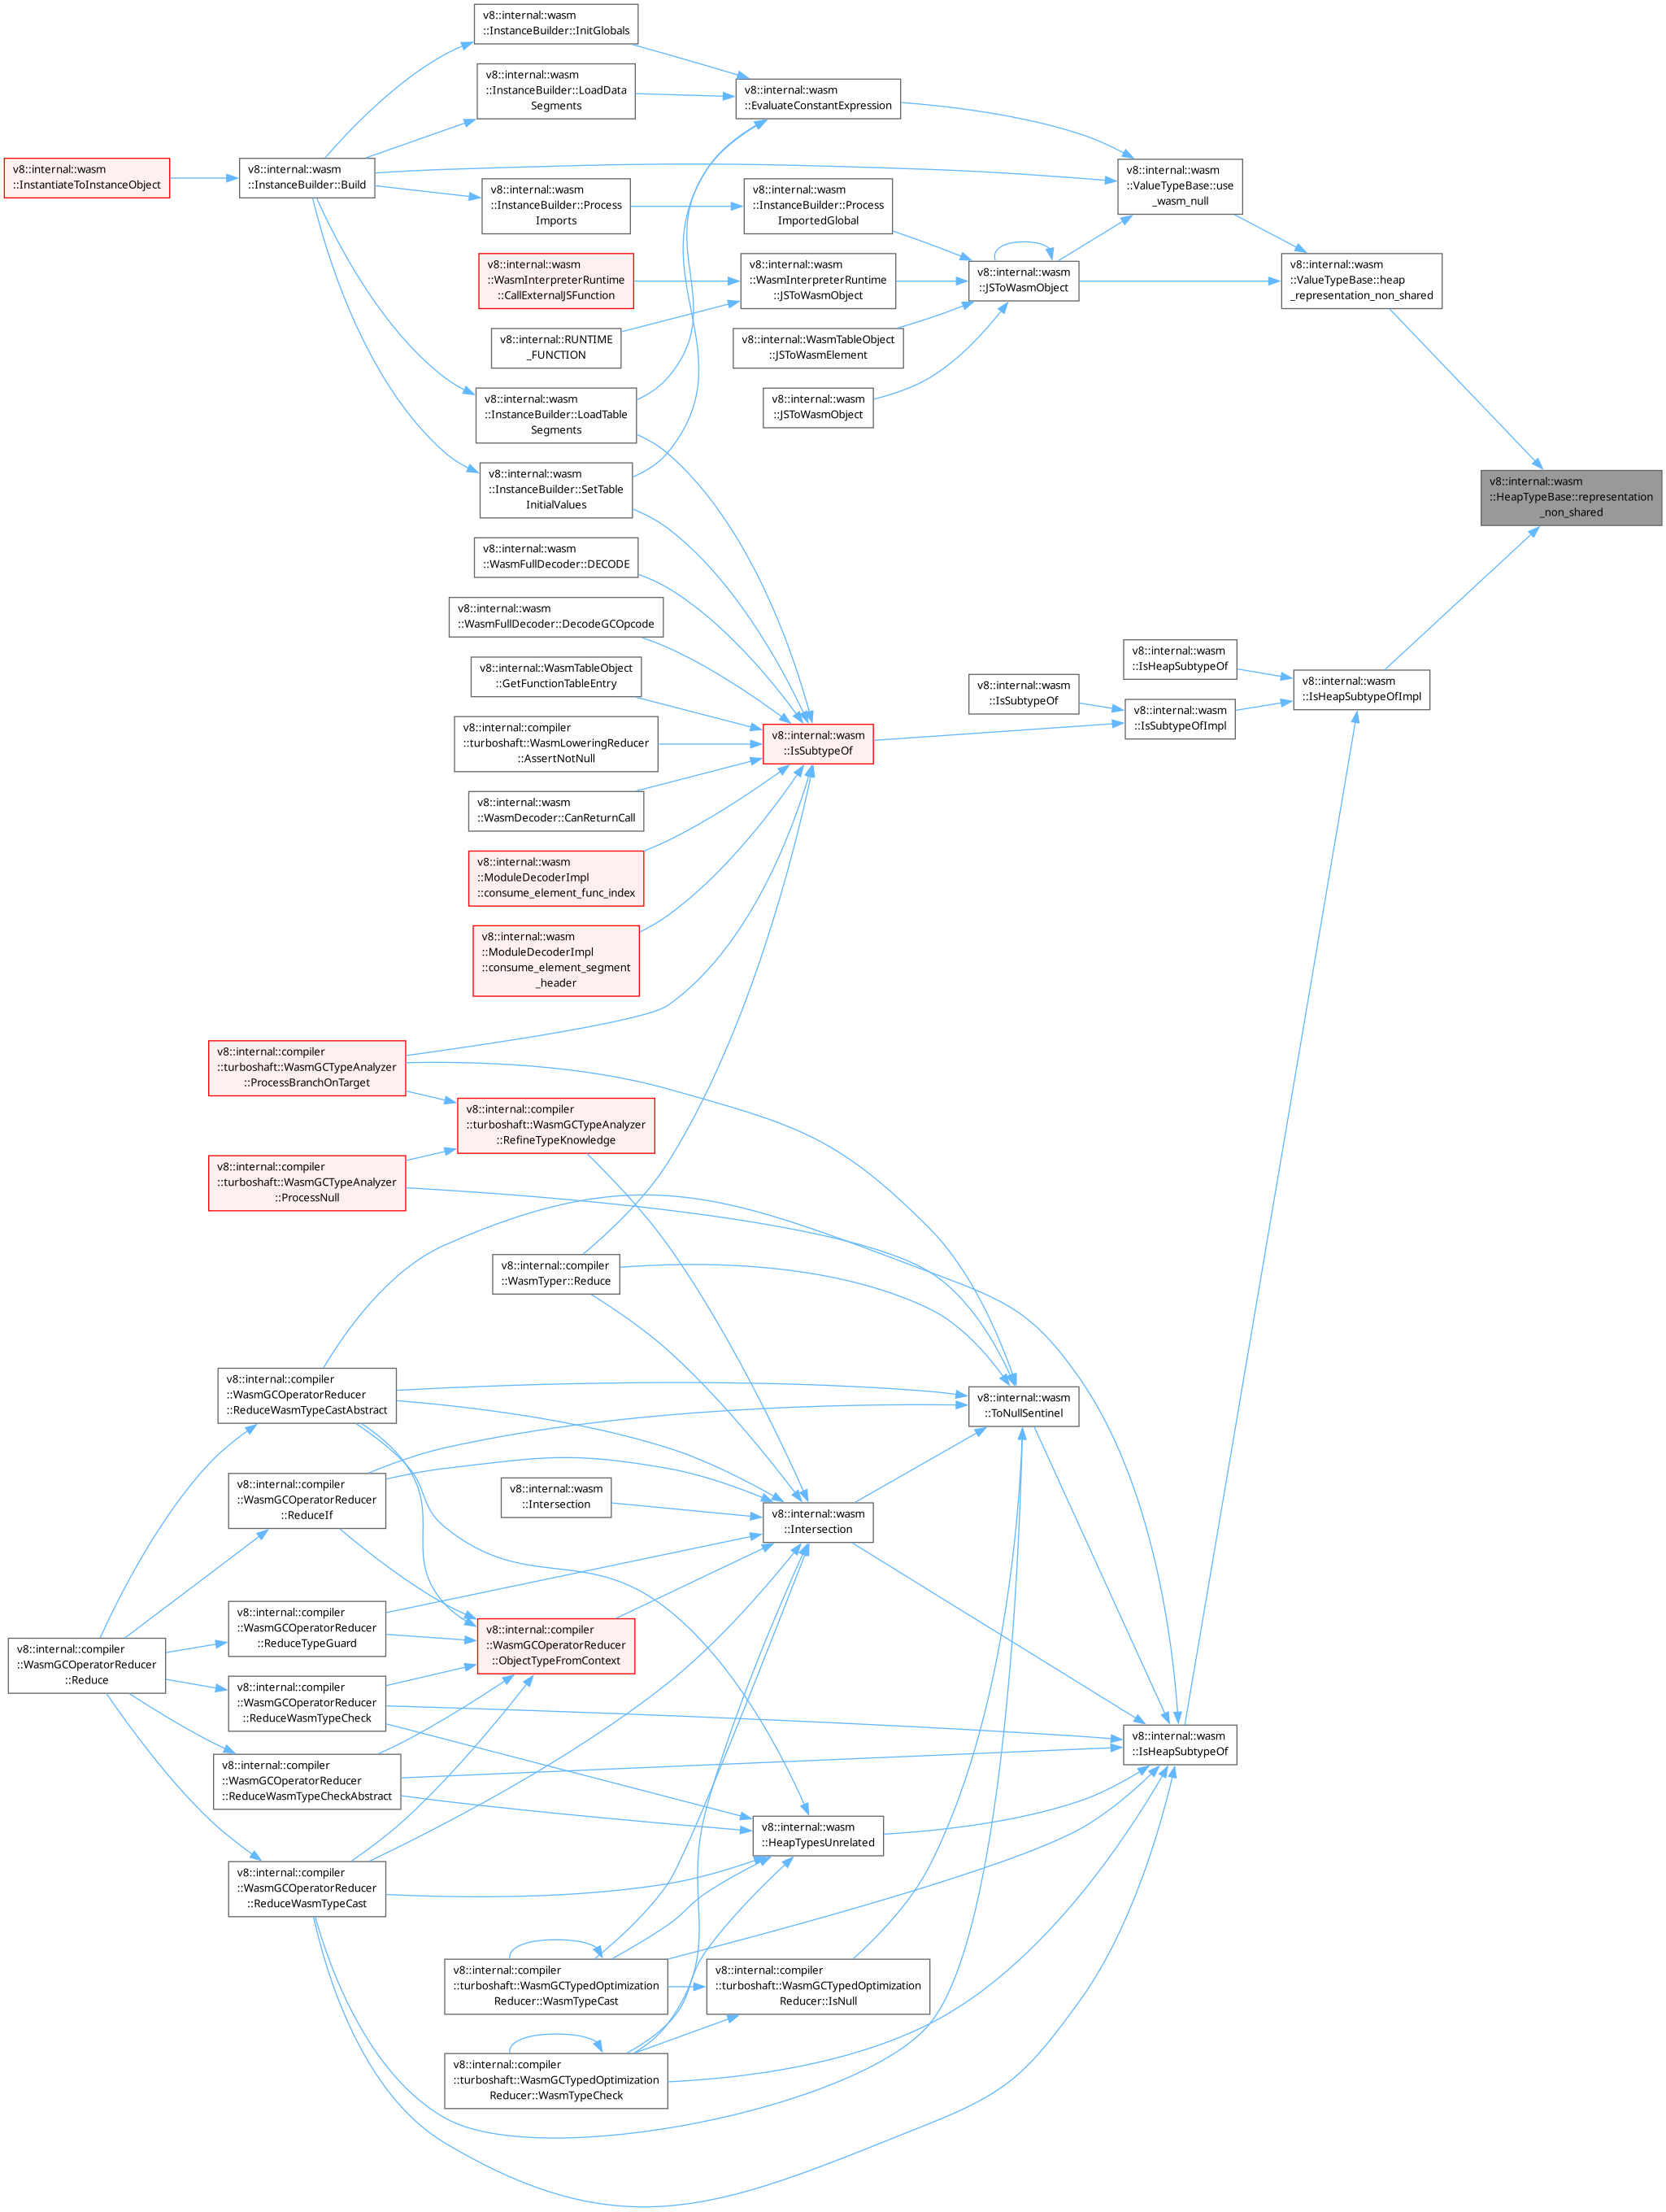 v8::internal::wasm
::InstanceBuilder::InitGlobals
v8::internal::wasm
::InstanceBuilder::LoadData
Segments
v8::internal::wasm
::EvaluateConstantExpression
v8::internal::wasm
::InstantiateToInstanceObject
v8::internal::wasm
::InstanceBuilder::Build
v8::internal::wasm
::InstanceBuilder::Process
Imports
v8::internal::wasm
::InstanceBuilder::Process
ImportedGlobal
v8::internal::wasm
::ValueTypeBase::use
_wasm_null
v8::internal::wasm
::WasmInterpreterRuntime
::CallExternalJSFunction
v8::internal::wasm
::WasmInterpreterRuntime
::JSToWasmObject
v8::internal::wasm
::JSToWasmObject
v8::internal::wasm
::ValueTypeBase::heap
_representation_non_shared
v8::internal::RUNTIME
_FUNCTION
v8::internal::WasmTableObject
::JSToWasmElement
v8::internal::wasm
::InstanceBuilder::LoadTable
Segments
v8::internal::wasm
::JSToWasmObject
v8::internal::wasm
::InstanceBuilder::SetTable
InitialValues
v8::internal::wasm
::HeapTypeBase::representation
_non_shared
v8::internal::wasm
::WasmFullDecoder::DECODE
v8::internal::wasm
::WasmFullDecoder::DecodeGCOpcode
v8::internal::WasmTableObject
::GetFunctionTableEntry
v8::internal::wasm
::IsHeapSubtypeOf
v8::internal::wasm
::IsHeapSubtypeOfImpl
v8::internal::wasm
::IsSubtypeOf
v8::internal::wasm
::IsSubtypeOfImpl
v8::internal::compiler
::turboshaft::WasmLoweringReducer
::AssertNotNull
v8::internal::wasm
::IsSubtypeOf
v8::internal::wasm
::WasmDecoder::CanReturnCall
v8::internal::wasm
::ModuleDecoderImpl
::consume_element_func_index
v8::internal::wasm
::ModuleDecoderImpl
::consume_element_segment
_header
v8::internal::compiler
::turboshaft::WasmGCTypeAnalyzer
::ProcessBranchOnTarget
v8::internal::compiler
::turboshaft::WasmGCTypeAnalyzer
::RefineTypeKnowledge
v8::internal::compiler
::turboshaft::WasmGCTypeAnalyzer
::ProcessNull
v8::internal::compiler
::WasmTyper::Reduce
v8::internal::compiler
::WasmGCOperatorReducer
::ReduceWasmTypeCastAbstract
v8::internal::wasm
::ToNullSentinel
v8::internal::compiler
::WasmGCOperatorReducer
::ReduceIf
v8::internal::wasm
::Intersection
v8::internal::wasm
::Intersection
v8::internal::compiler
::WasmGCOperatorReducer
::ReduceTypeGuard
v8::internal::compiler
::WasmGCOperatorReducer
::ObjectTypeFromContext
v8::internal::compiler
::WasmGCOperatorReducer
::Reduce
v8::internal::compiler
::WasmGCOperatorReducer
::ReduceWasmTypeCheck
v8::internal::wasm
::IsHeapSubtypeOf
v8::internal::compiler
::WasmGCOperatorReducer
::ReduceWasmTypeCheckAbstract
v8::internal::wasm
::HeapTypesUnrelated
v8::internal::compiler
::WasmGCOperatorReducer
::ReduceWasmTypeCast
v8::internal::compiler
::turboshaft::WasmGCTypedOptimization
Reducer::WasmTypeCast
v8::internal::compiler
::turboshaft::WasmGCTypedOptimization
Reducer::IsNull
v8::internal::compiler
::turboshaft::WasmGCTypedOptimization
Reducer::WasmTypeCheck